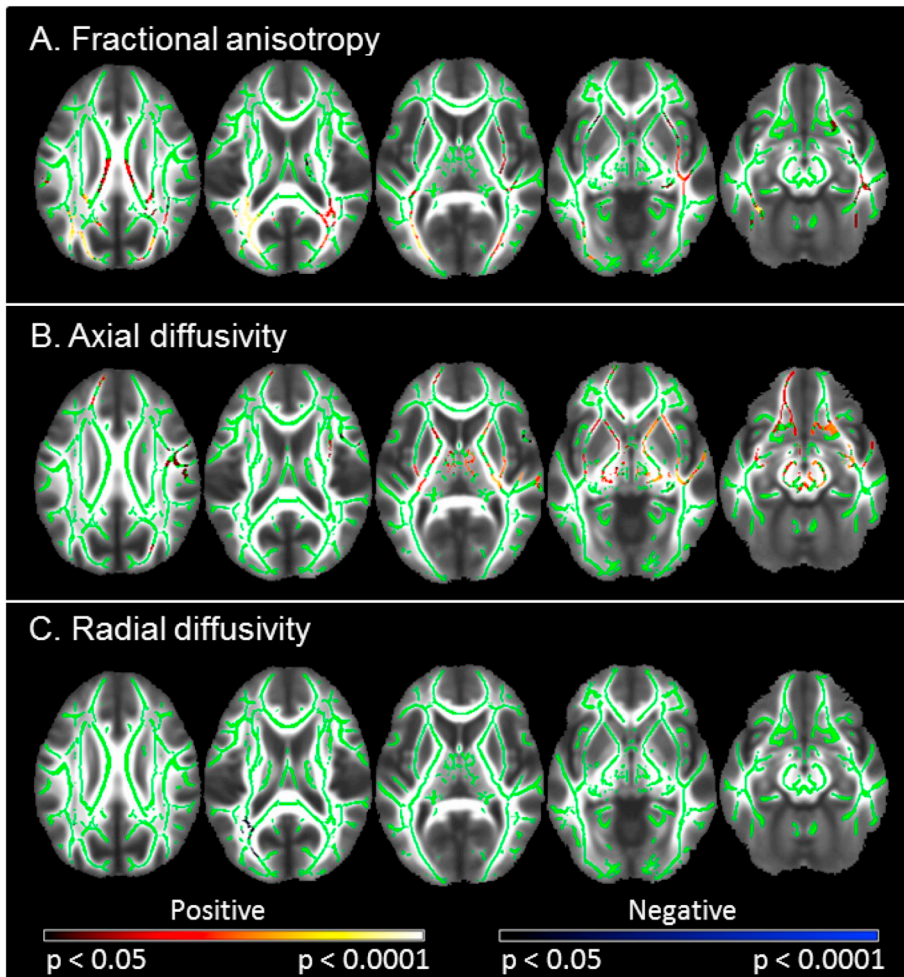 A. Fractional anisotropy
B. Axial diffusivity
C. Radial diffusivity
Positive
Negative
p < 0.05
p < 0.0001
p < 0.05
p < 0.0001